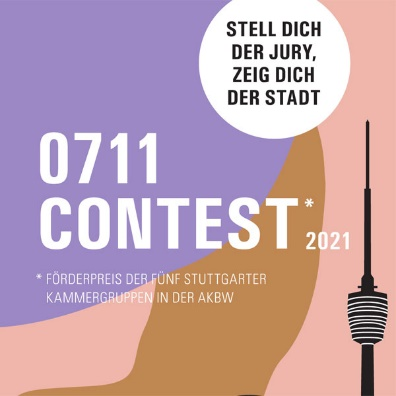 STELL DICH
DER JURY,
ZEIG DICH
DER STADT
0711
CONTEST*
2021
* FÖRDERPREIS DER FÜNF STUTTGARTER
KAMMERGRUPPEN IN DER AKBW